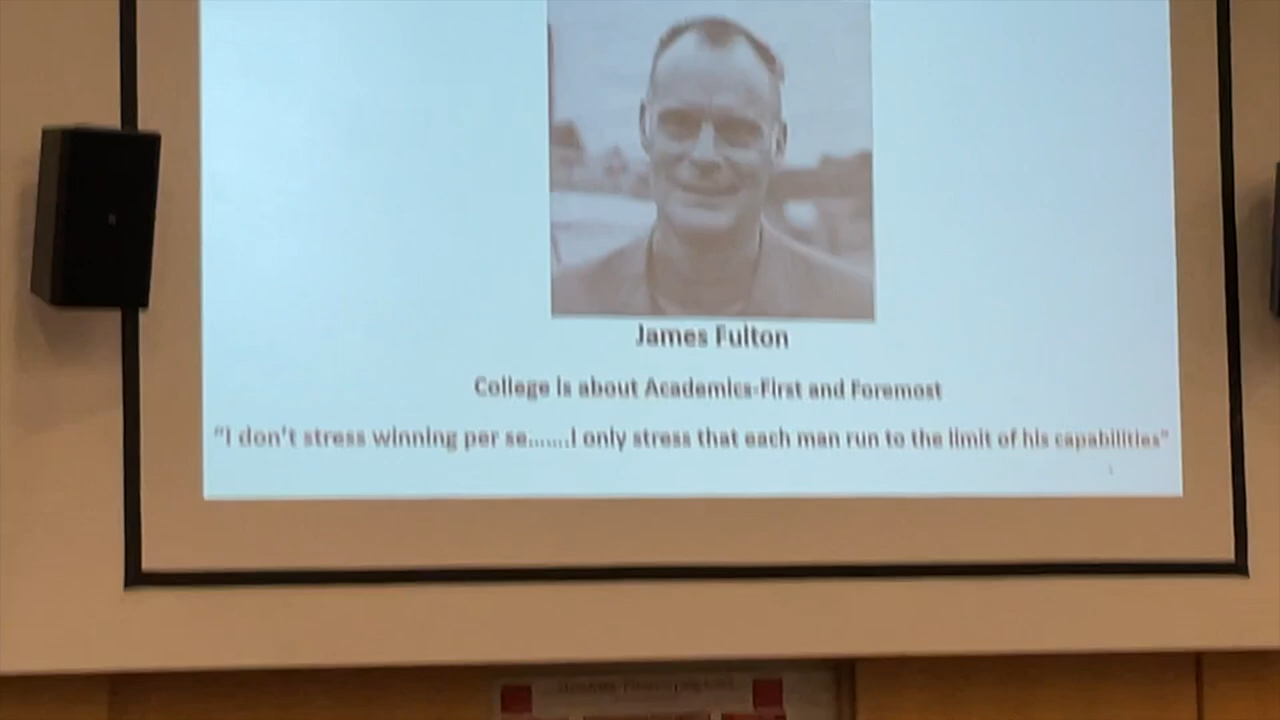 James Fulton
College is about Academics-First and Foremost
"I don't stress winning per se.......I only stress that each man run to the limit of his capabilities"